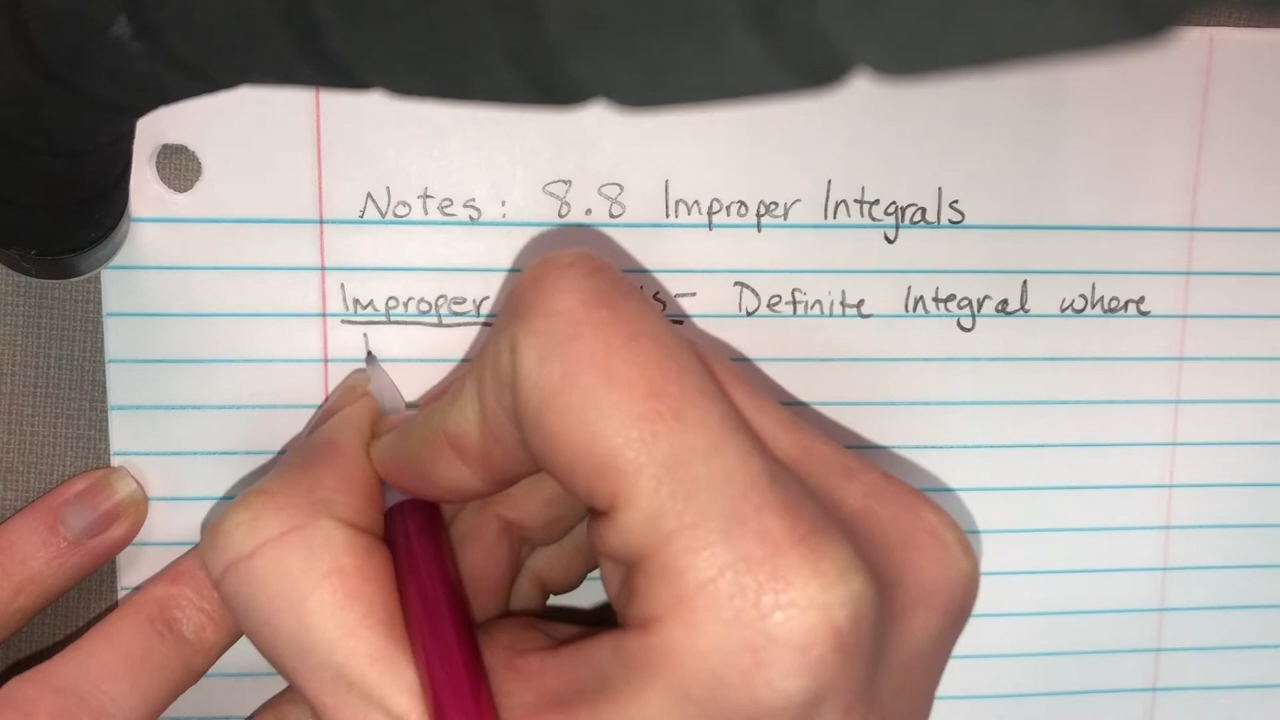 Notes: 8.8 Improper Integrals
Improper s- Definite Integral where